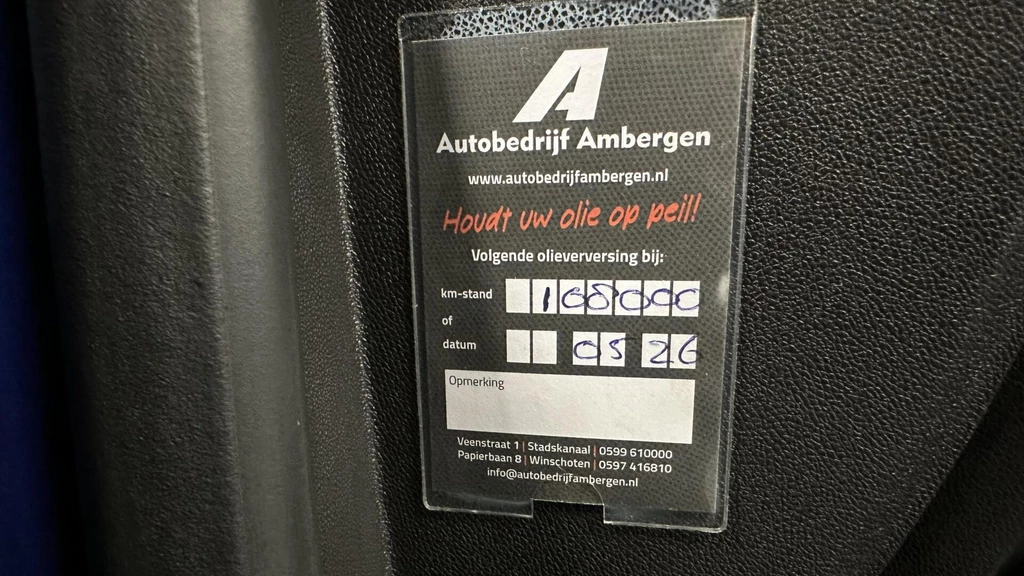 A
Autobedrijf Ambergen
www.autobedrijfambergen.nl
Houdt uw olie op peil!
Volgende olieverversing bij:
km-stand 168000
of
datum 05 26
Opmerking
Veenstraat 1 | Stadskanaal | 0599 610000
Papierbaan 8 | Winschoten | 0597 416810
info@autobedrijfambergen.nl